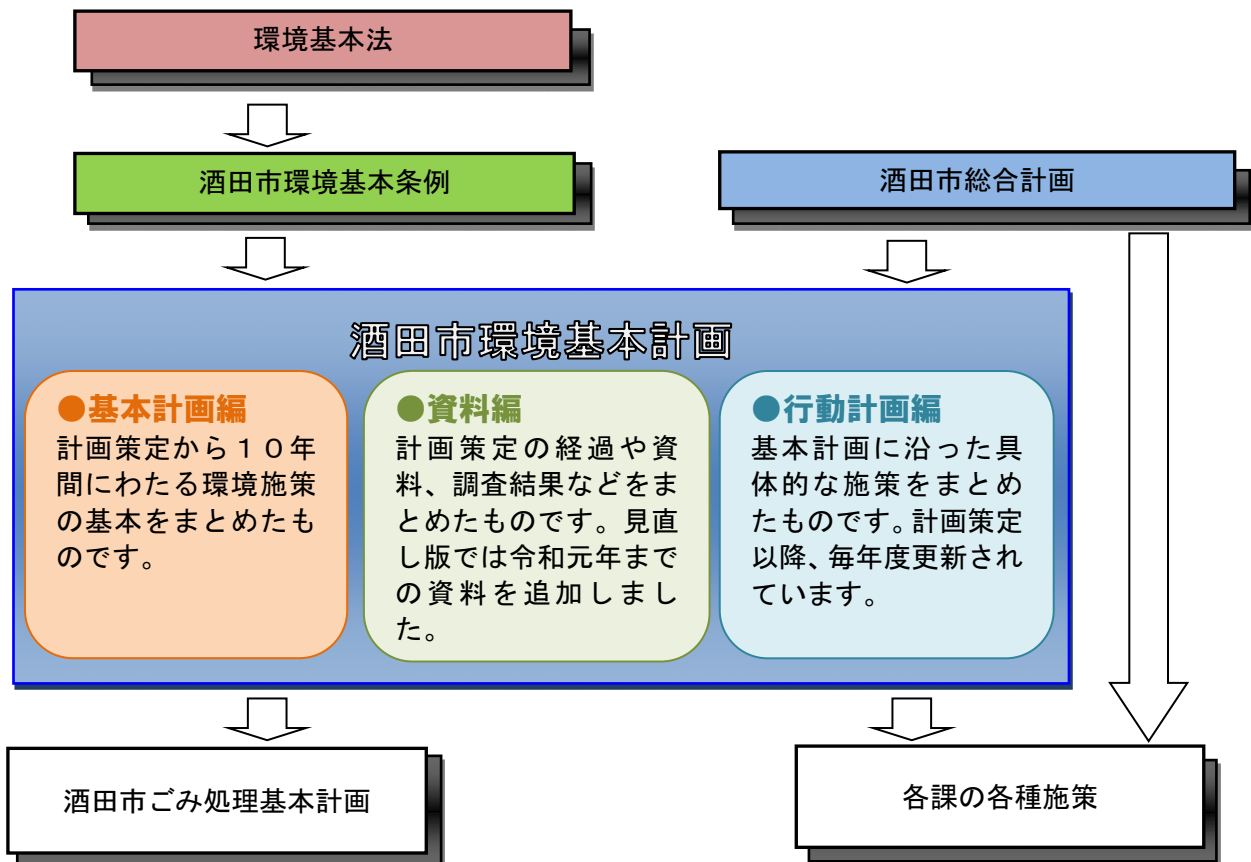 環境基本法
酒田市環境基本条例
酒田市総合計画
酒田市環境基本計画
●基本計画編
計画策定から１０年
間にわたる環境施策
の基本をまとめたも
のです。
●資料編
計画策定の経過や資
料、調査結果などをま
とめたものです。見直
し版では令和元年まで
の資料を追加しまし
た。
●行動計画編
基本計画に沿った具
体的な施策をまとめ
たものです。計画策定
以降、毎年度更新され
ています。
酒田市ごみ処理基本計画
各課の各種施策